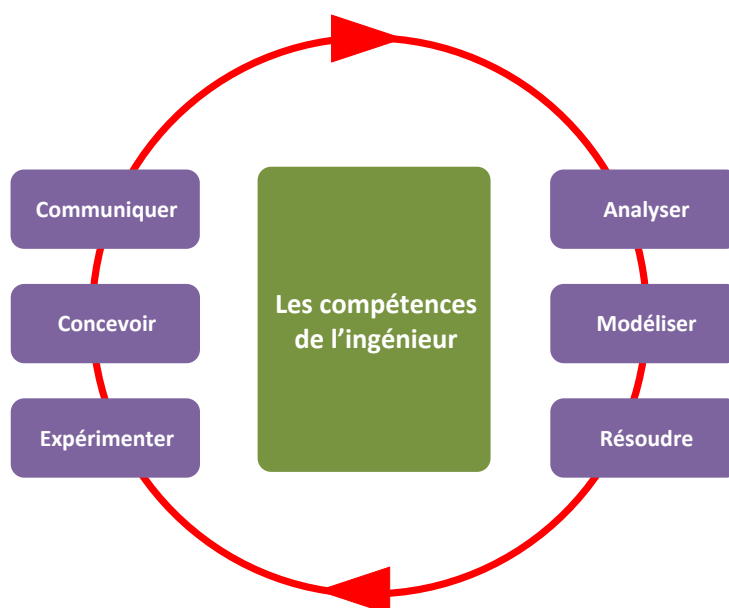 Communiquer
Analyser
Les compétences
de l’ingénieur
Concevoir
Modéliser
Expérimenter
Résoudre